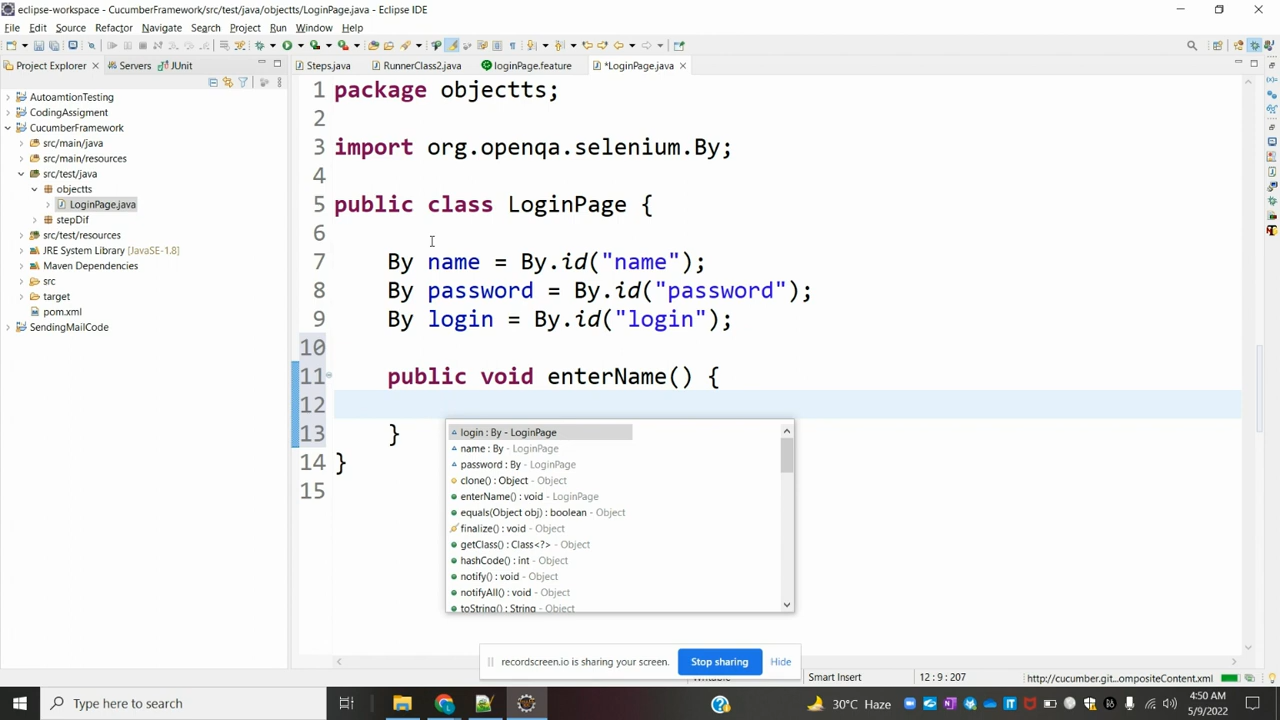 eclipse-workspace - CucumberFramework/src/test/java/objectts/LoginPage.java - Eclipse IDE
File Edit Source Refactor Navigate Search Project Run Window Help
Project Explorer Servers JUnit
Steps.java RunnerClass2.java loginPage.feature *LoginPage.java
AutoamtionTesting
CodingAssigment
CucumberFramework
src/main/java
src/main/resources
src/test/java
objectts
LoginPage.java
stepDif
src/test/resources
JRE System Library [JavaSE-1.8]
Maven Dependencies
src
target
pom.xml
SendingMailCode
1 package objectts;
2
3 import org.openqa.selenium.By;
4
5 public class LoginPage {
6
7 By name = By.id("name");
8 By password = By.id("password");
9 By login = By.id("login");
10
11 public void enterName() {
12
13 }
14 }
15
login : By - LoginPage
name : By - LoginPage
password : By - LoginPage
clone() : Object - Object
enterName() : void - LoginPage
equals(Object obj) : boolean - Object
finalize() : void - Object
getClass() : Class<?> - Object
hashCode() : int - Object
notify() : void - Object
notifyAll() : void - Object
toString() : String - Object
recordscreen.io is sharing your screen. Stop sharing Hide
Writable Smart Insert 12 : 9 : 207 http://cucumber.git...ompositeContent.xml
Type here to search
30°C Haze
4:50 AM
5/9/2022